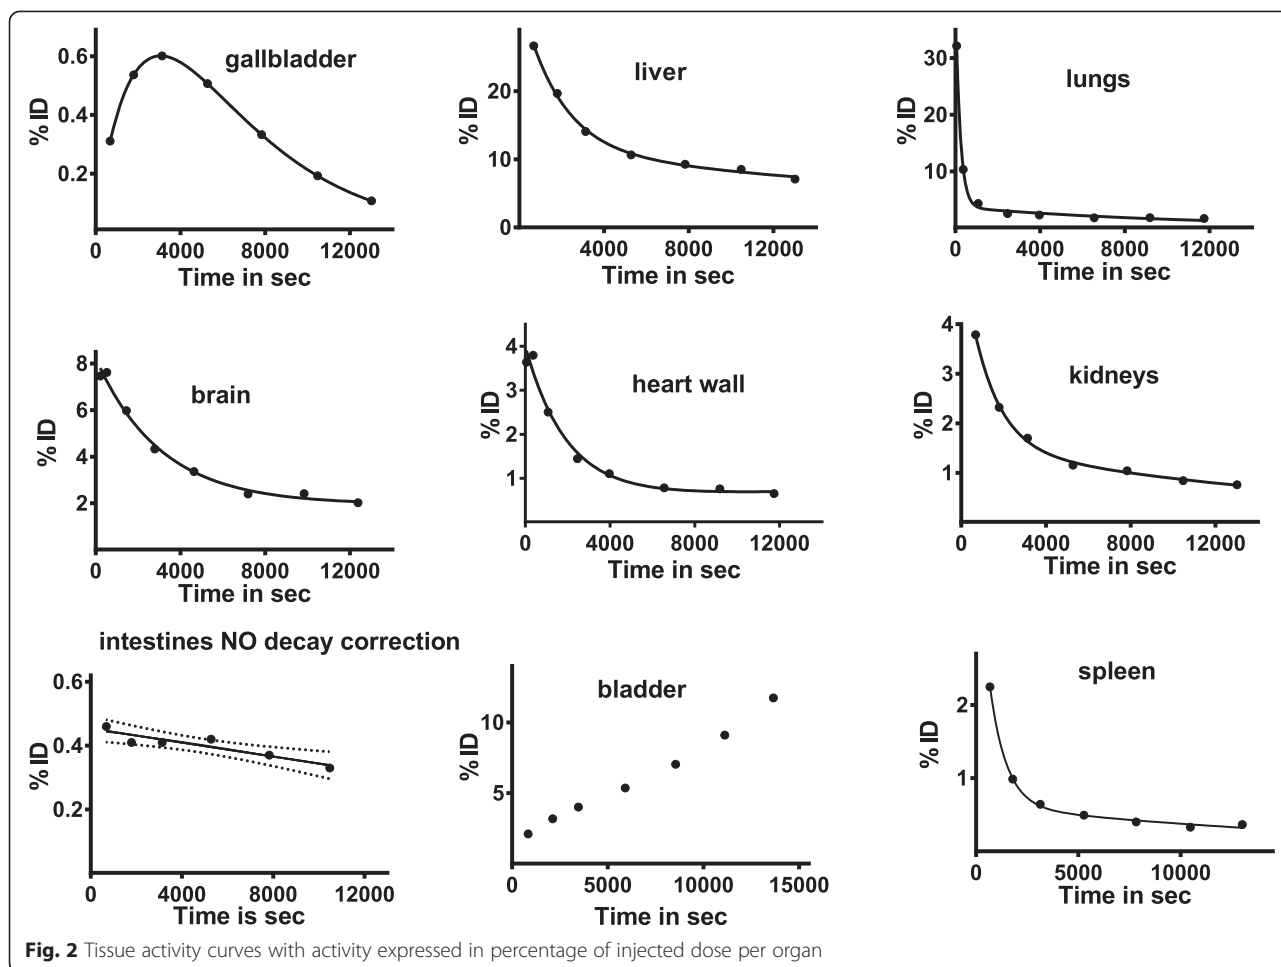 gallbladder
% ID
0.6
0.4
0.2
0 4000 8000 12000
Time in sec
liver
% ID
20
10
0
4000 8000 12000
Time in sec
lungs
% ID
30
20
10
0 4000 8000 12000
Time in sec
brain
% ID
8
6
4
2
0 4000 8000 12000
Time in sec
heart wall
% ID
4
3
2
1
0 4000 8000 12000
Time in sec
kidneys
% ID
4
3
2
1
0 4000 8000 12000
Time in sec
intestines NO decay correction
% ID
0.6
0.4
0.2
0 4000 8000 12000
Time is sec
bladder
% ID
10
5
0 5000 10000 15000
Time in sec
spleen
% ID
2
1
0 5000 10000
Time in sec
Fig. 2 Tissue activity curves with activity expressed in percentage of injected dose per organ